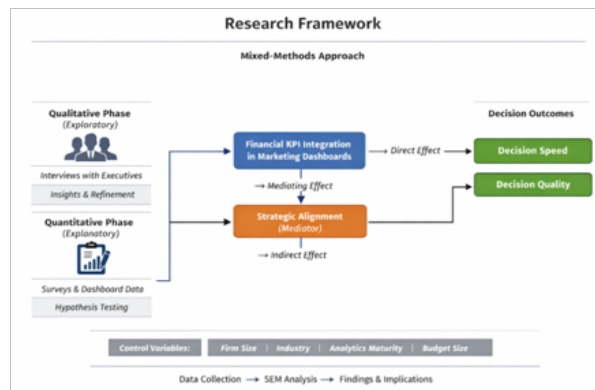 Research Framework
Mixed-Methods Approach
Qualitative Phase
(Exploratory)
Interviews with Executives
Insights & Refinement
Quantitative Phase
(Explanatory)
Surveys & Dashboard Data
Hypothesis Testing
Financial KPI Integration
in Marketing Dashboards
→ Direct Effect
→ Mediating Effect
Strategic Alignment
(Mediator)
→ Indirect Effect
Decision Outcomes
Decision Speed
Decision Quality
Control Variables: Firm Size | Industry | Analytics Maturity | Budget Size
Data Collection → SEM Analysis → Findings & Implications